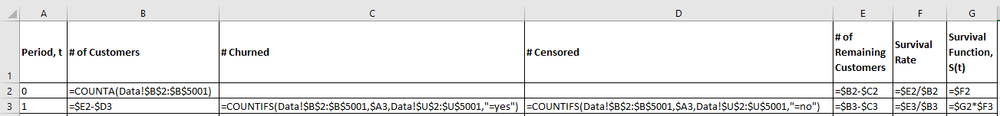 A B C D E F G
1 Period, t # of Customers # Churned # Censored # of Remaining Customers Survival Rate Survival Function, S(t)
2 0 =COUNTA(Data!$B$2:$B$5001) =$B2-$C2 =$E2/$B2 =$F2
3 1 =$E2-$D3 =COUNTIFS(Data!$B$2:$B$5001,$A3,Data!$U$2:$U$5001,"=yes") =COUNTIFS(Data!$B$2:$B$5001,$A3,Data!$U$2:$U$5001,"=no") =$B3-$C3 =$E3/$B3 =$G2*$F3